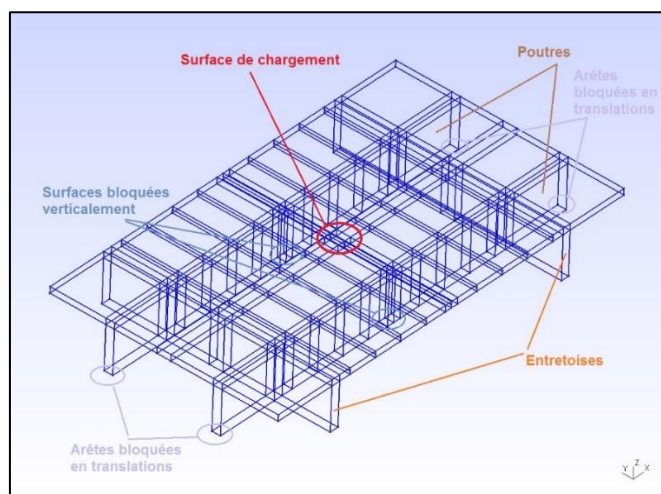 Surface de chargement
Poutres
Arêtes
bloquées en
translations
Surfaces bloquées
verticalement
Entretoises
Arêtes bloquées
en translations
Z
Y
X